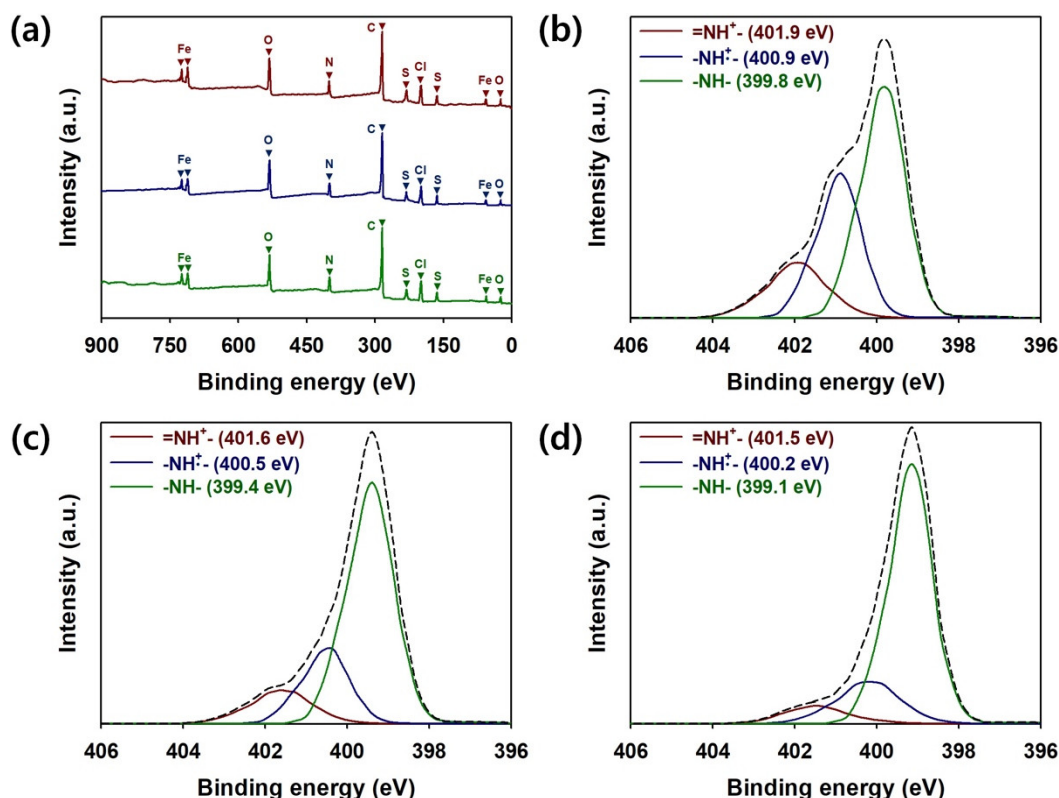 (a)
Intensity (a.u.)
Fe
O
N
C
S
Cl
S
Fe
O
Fe
O
N
C
S
Cl
S
Fe
O
Fe
O
N
C
S
Cl
S
Fe
O
900 750 600 450 300 150 0
Binding energy (eV)
(b)
=NH⁺- (401.9 eV)
-NH⁺·- (400.9 eV)
-NH- (399.8 eV)
Intensity (a.u.)
406 404 402 400 398 396
Binding energy (eV)
(c)
=NH⁺- (401.6 eV)
-NH⁺·- (400.5 eV)
-NH- (399.4 eV)
Intensity (a.u.)
406 404 402 400 398 396
Binding energy (eV)
(d)
=NH⁺- (401.5 eV)
-NH⁺·- (400.2 eV)
-NH- (399.1 eV)
Intensity (a.u.)
406 404 402 400 398 396
Binding energy (eV)